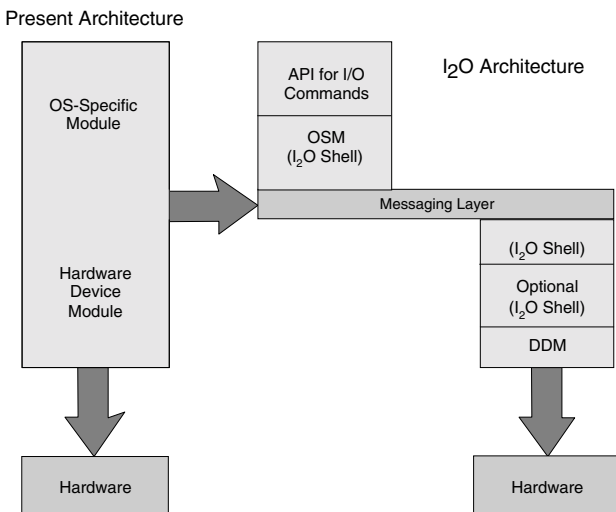 Present Architecture
OS-Specific
Module
Hardware
Device
Module
Hardware
I₂O Architecture
API for I/O
Commands
OSM
(I₂O Shell)
Messaging Layer
(I₂O Shell)
Optional
(I₂O Shell)
DDM
Hardware